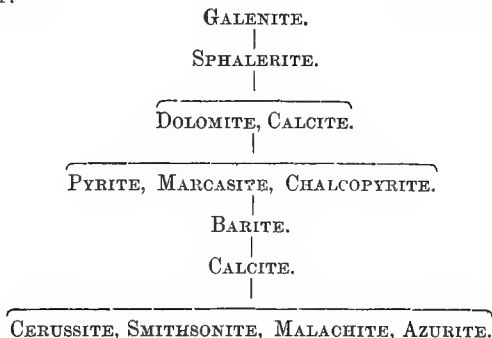 GALENITE.
SPHALERITE.
DOLOMITE, CALCITE.
PYRITE, MARCASITE, CHALCOPYRITE.
BARITE.
CALCITE.
CERUSSITE, SMITHSONITE, MALACHITE, AZURITE.